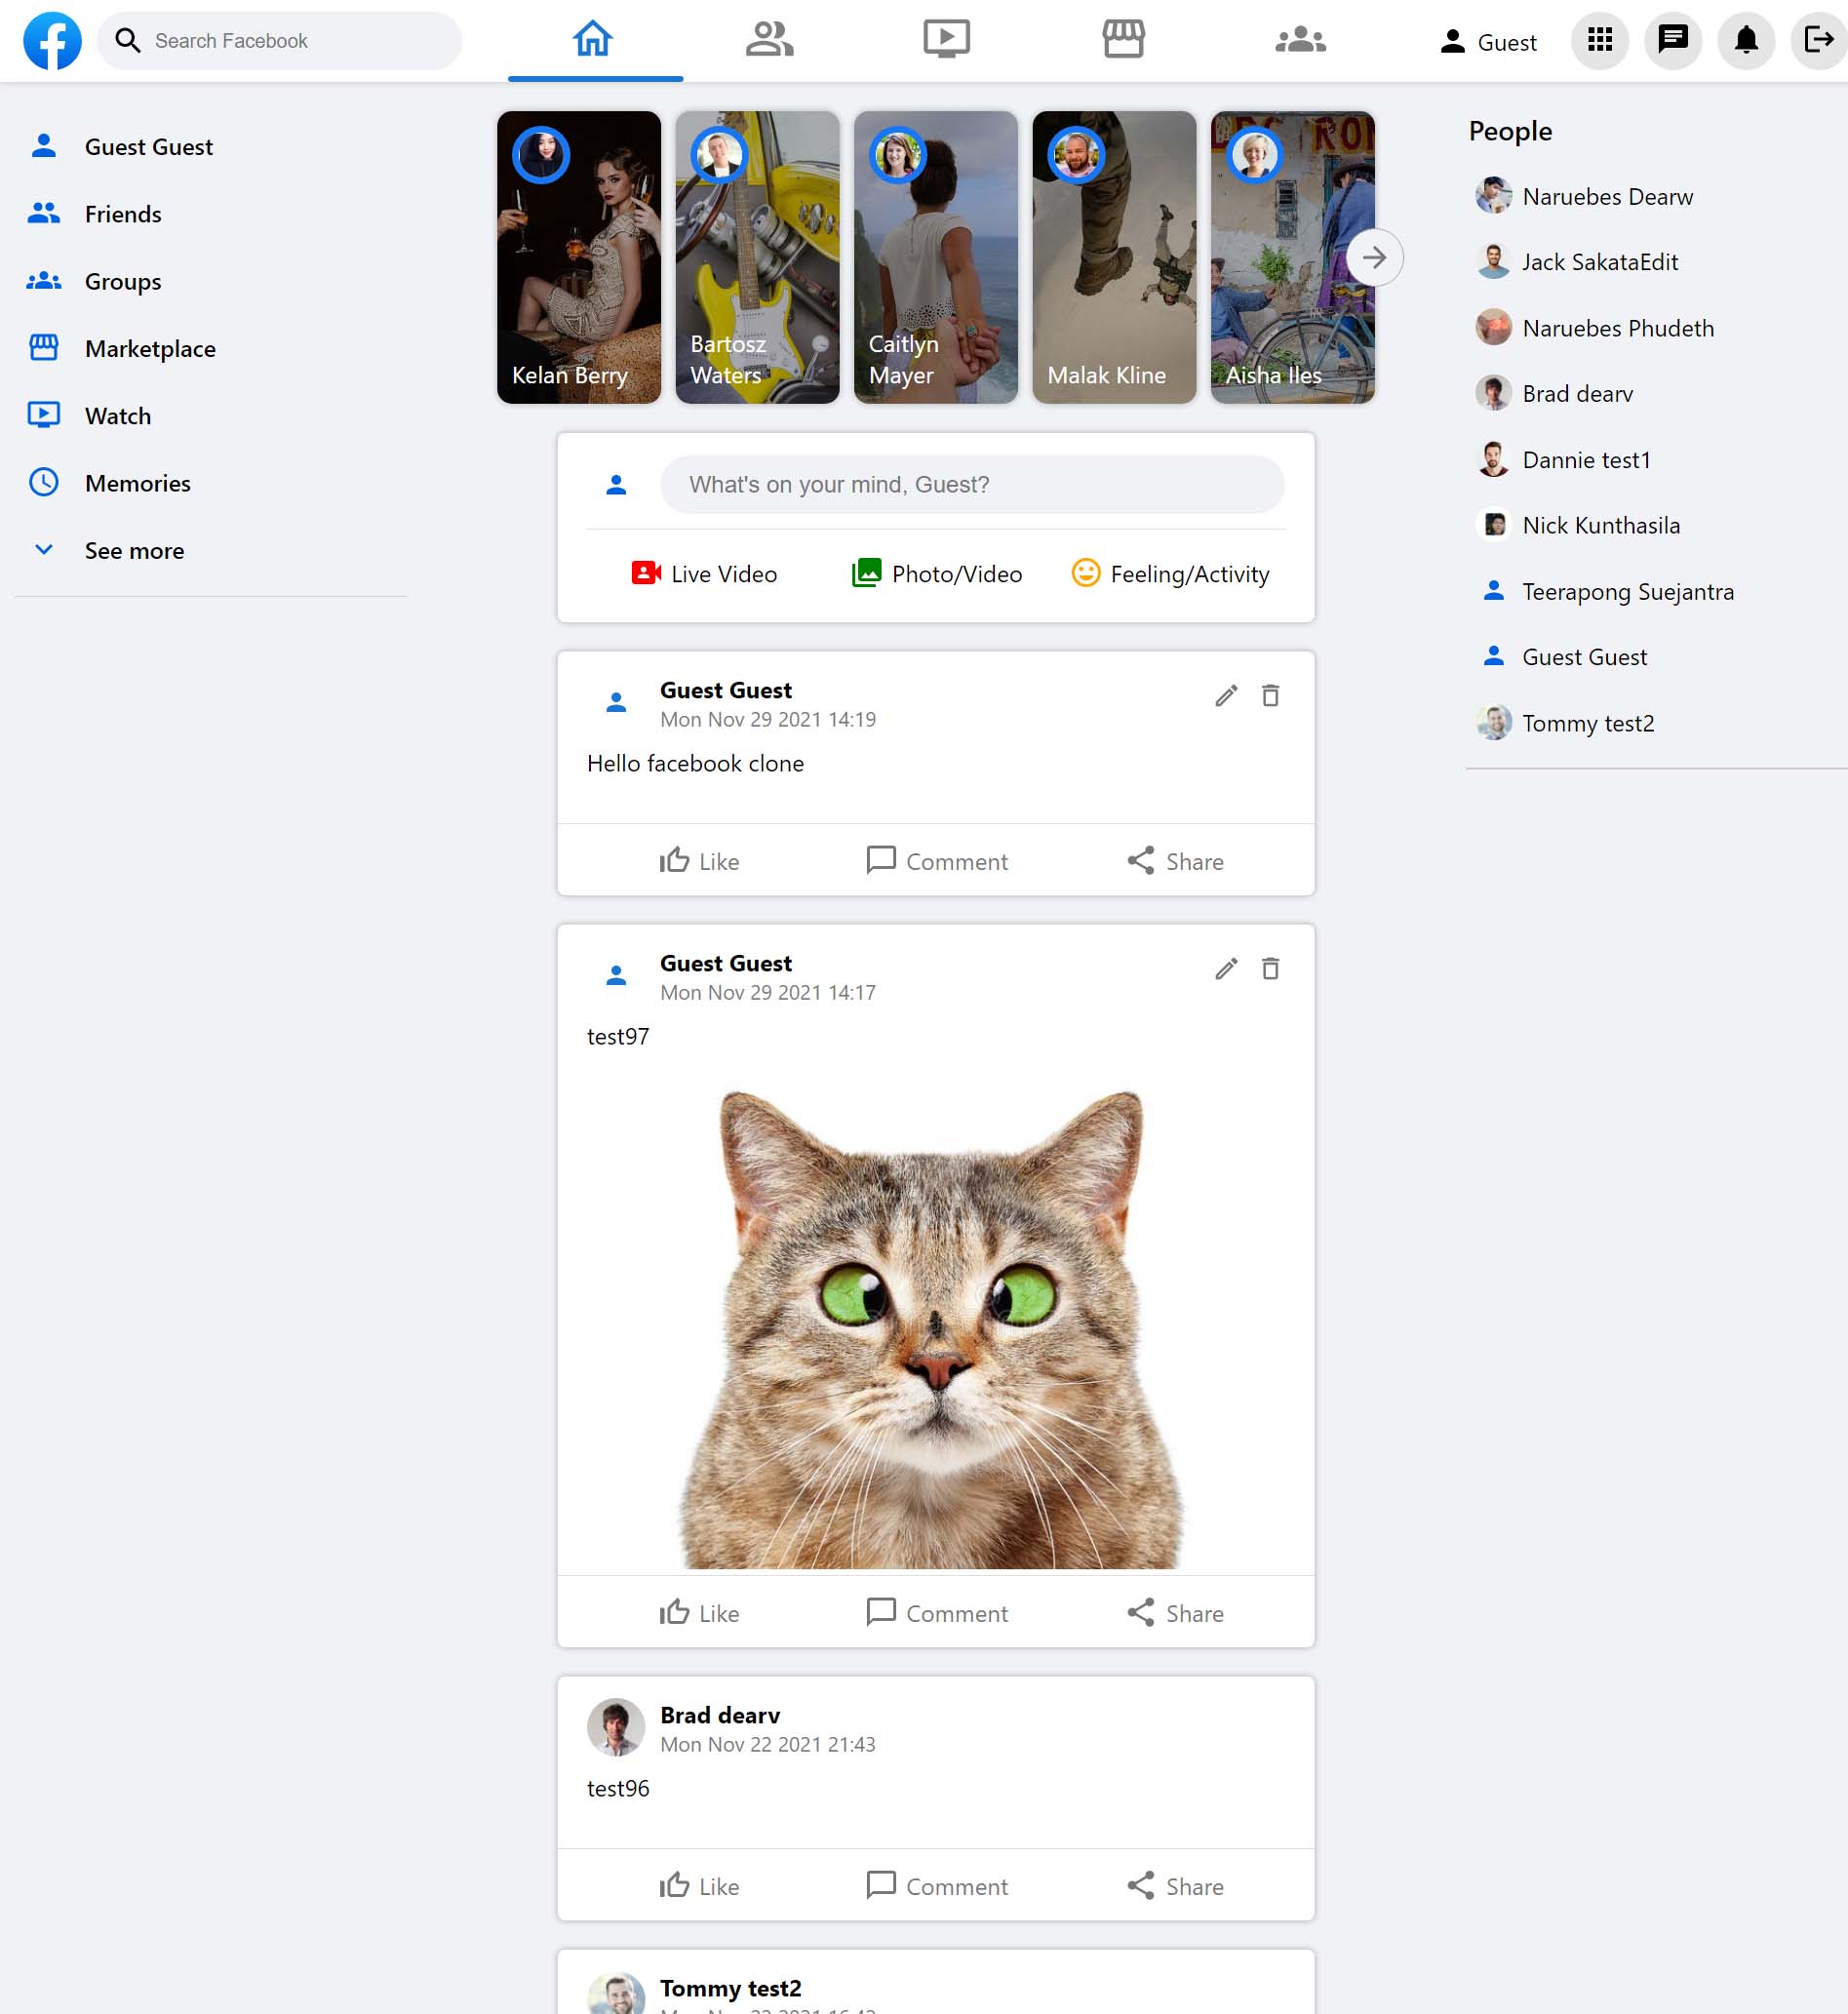 Search Facebook
Guest
Guest Guest
Friends
Groups
Marketplace
Watch
Memories
See more
Kelan Berry
Bartosz
Waters
Caitlyn
Mayer
Malak Kline
Aisha Iles
What's on your mind, Guest?
Live Video
Photo/Video
Feeling/Activity
Guest Guest
Mon Nov 29 2021 14:19
Hello facebook clone
Like
Comment
Share
Guest Guest
Mon Nov 29 2021 14:17
test97
Like
Comment
Share
Brad dearv
Mon Nov 22 2021 21:43
test96
Like
Comment
Share
Tommy test2
People
Naruebes Dearw
Jack SakataEdit
Naruebes Phudeth
Brad dearv
Dannie test1
Nick Kunthasila
Teerapong Suejantra
Guest Guest
Tommy test2